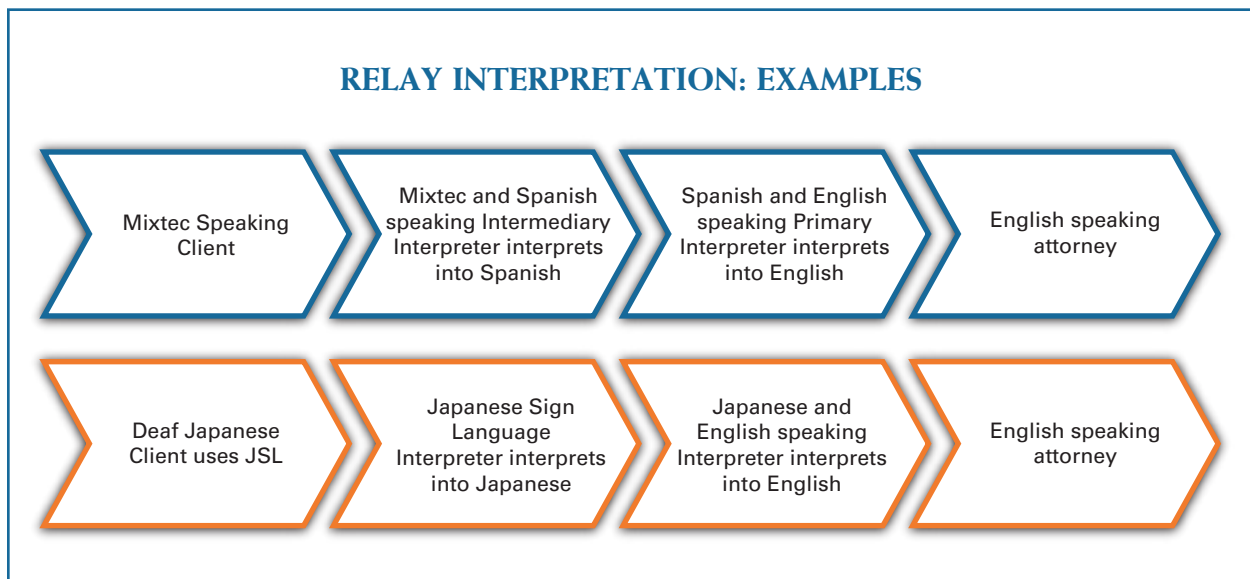 RELAY INTERPRETATION: EXAMPLES
Mixtec Speaking
Client
Mixtec and Spanish
speaking Intermediary
Interpreter interprets
into Spanish
Spanish and English
speaking Primary
Interpreter interprets
into English
English speaking
attorney
Deaf Japanese
Client uses JSL
Japanese Sign
Language
Interpreter interprets
into Japanese
Japanese and
English speaking
Interpreter interprets
into English
English speaking
attorney